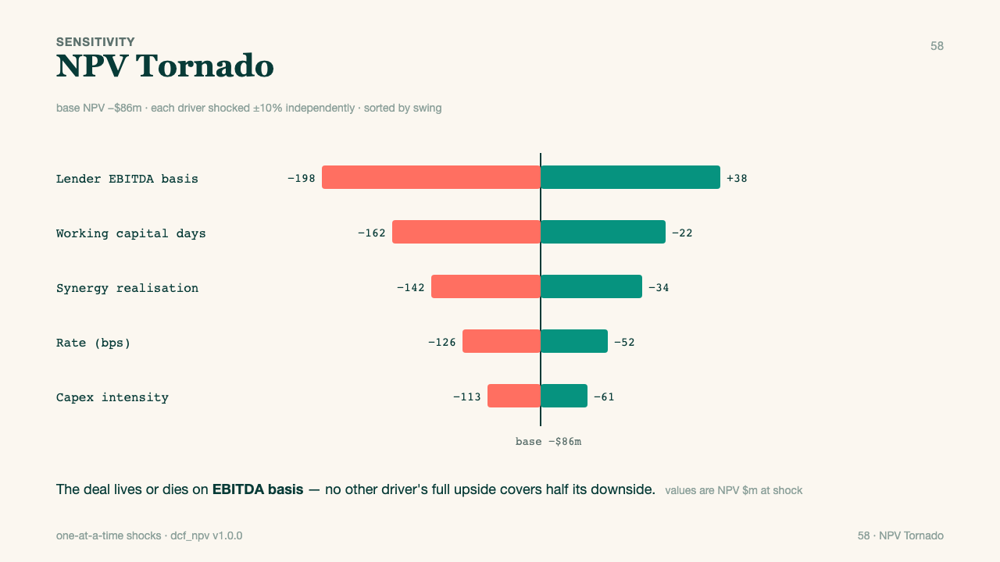 SENSITIVITY
58
NPV Tornado
base NPV −$86m · each driver shocked ±10% independently · sorted by swing
Lender EBITDA basis −198 +38
Working capital days −162 −22
Synergy realisation −142 −34
Rate (bps) −126 −52
Capex intensity −113 −61
base −$86m
The deal lives or dies on EBITDA basis — no other driver's full upside covers half its downside. values are NPV $m at shock
one-at-a-time shocks · dcf_npv v1.0.0
58 · NPV Tornado